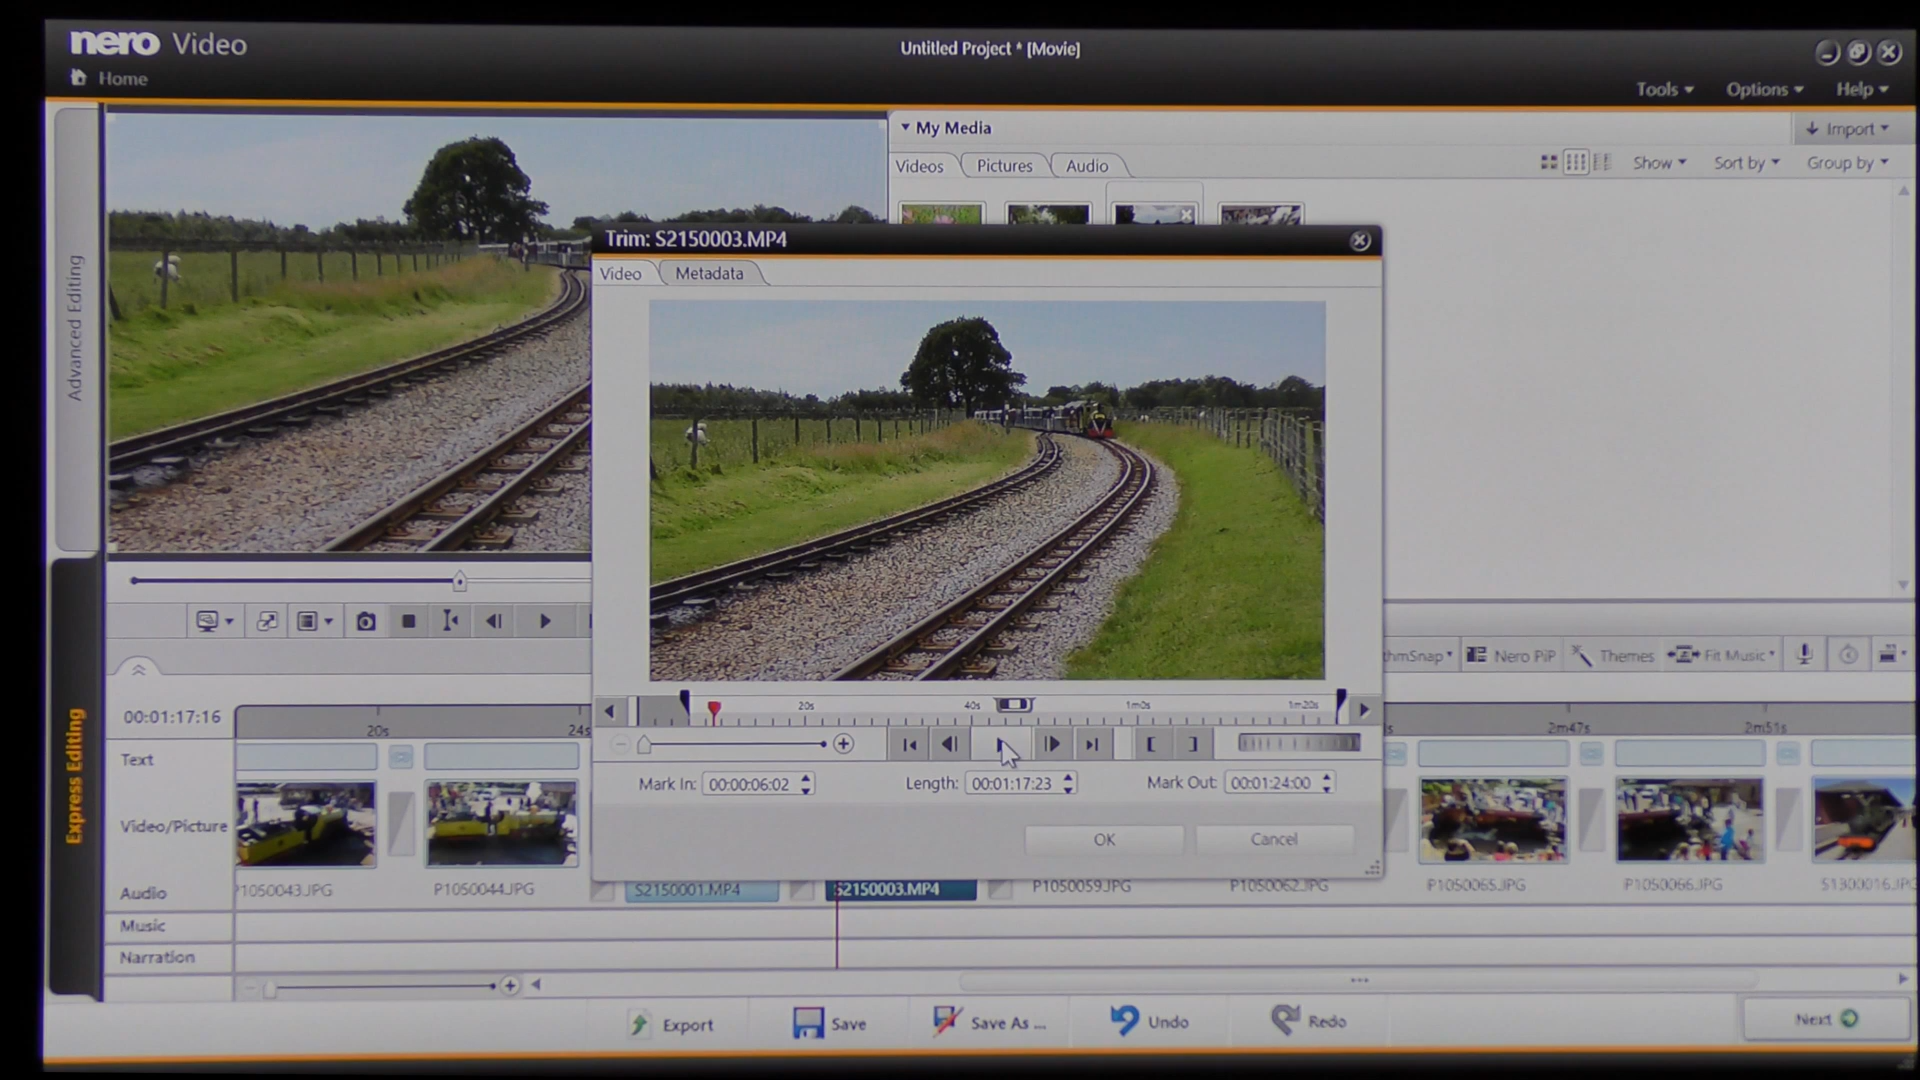 nero Video
Untitled Project * [Movie]
Home
Tools
Options
Help
My Media
Import
Videos
Pictures
Audio
Show
Sort by
Group by
Advanced Editing
Trim: S2150003.MP4
Video
Metadata
20s
40s
1m0s
1m20s
Mark In: 00:00:06:02
Length: 00:01:17:23
Mark Out: 00:01:24:00
OK
Cancel
Nero PiP
Themes
Fit Music
00:01:17:16
20s
24s
2m47s
2m51s
Express Editing
Text
Video/Picture
Audio
P1050044.JPG
S2150001.MP4
S2150003.MP4
P1050059.JPG
P1050062.JPG
P1050065.JPG
P1050066.JPG
Music
Narration
Export
Save
Save As ...
Undo
Redo
Next